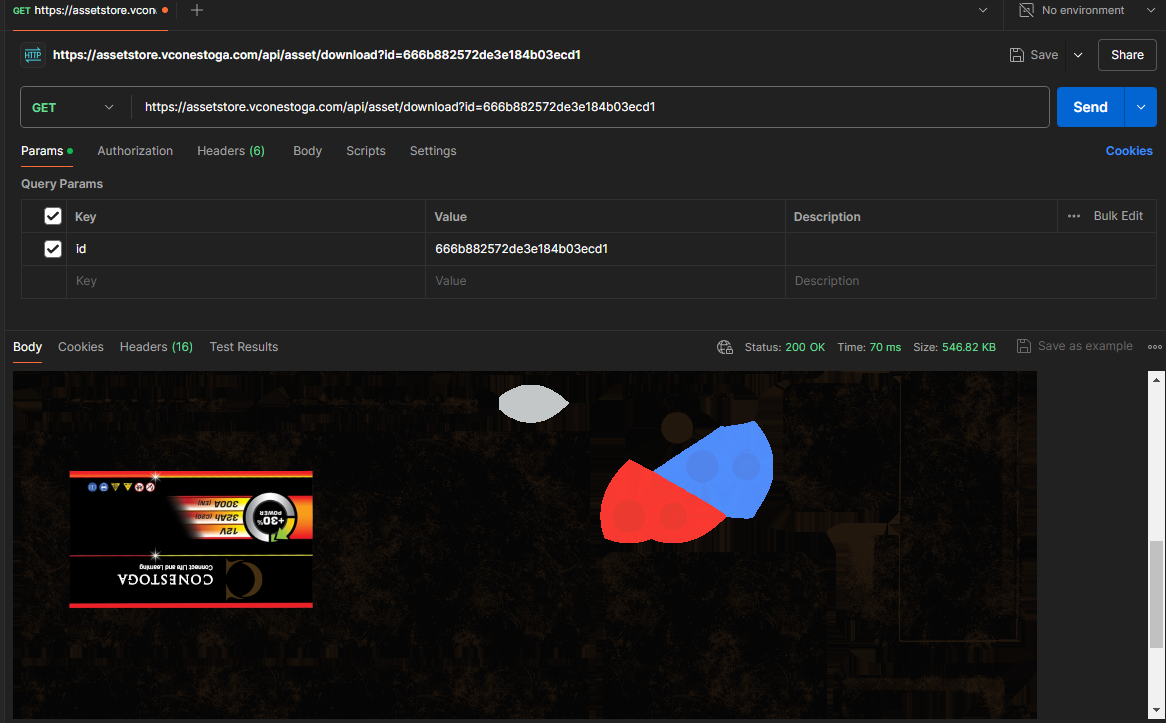 GET https://assetstore.vcon
No environment
HTTP https://assetstore.vconestoga.com/api/asset/download?id=666b882572de3e184b03ecd1
Save
Share
GET
https://assetstore.vconestoga.com/api/asset/download?id=666b882572de3e184b03ecd1
Send
Params
Authorization
Headers (6)
Body
Scripts
Settings
Cookies
Query Params
Key Value Description
Bulk Edit
id 666b882572de3e184b03ecd1
Key Value Description
Body
Cookies
Headers (16)
Test Results
Status: 200 OK
Time: 70 ms
Size: 546.82 KB
Save as example
CONESTOGA
Connect Life and Learning
12V
32Ah (C20)
300A (EN)
+30%
POWER